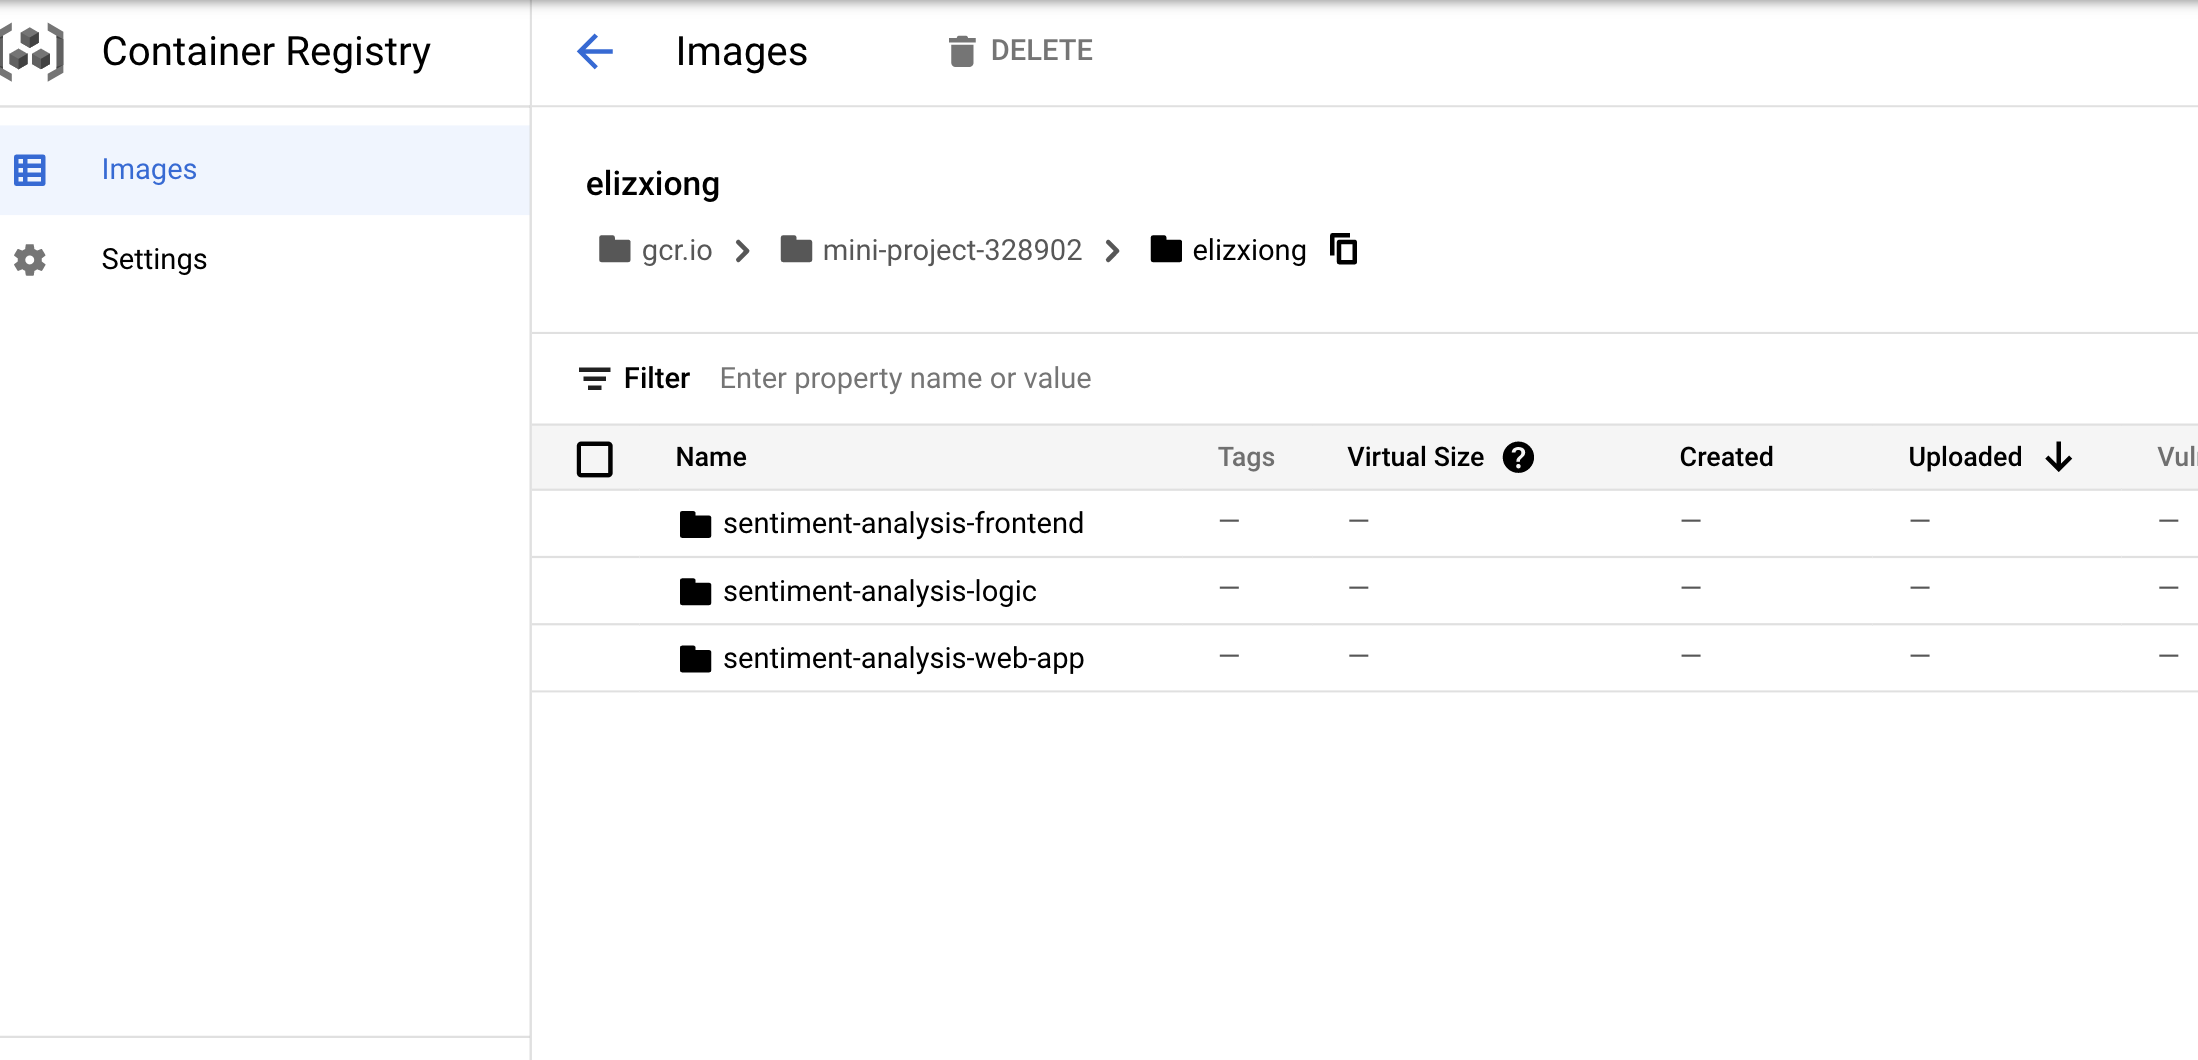 Container Registry
Images
DELETE
Images
Settings
elizxiong
gcr.io > mini-project-328902 > elizxiong
Filter Enter property name or value
Name Tags Virtual Size ? Created Uploaded
sentiment-analysis-frontend – – – – –
sentiment-analysis-logic – – – – –
sentiment-analysis-web-app – – – – –